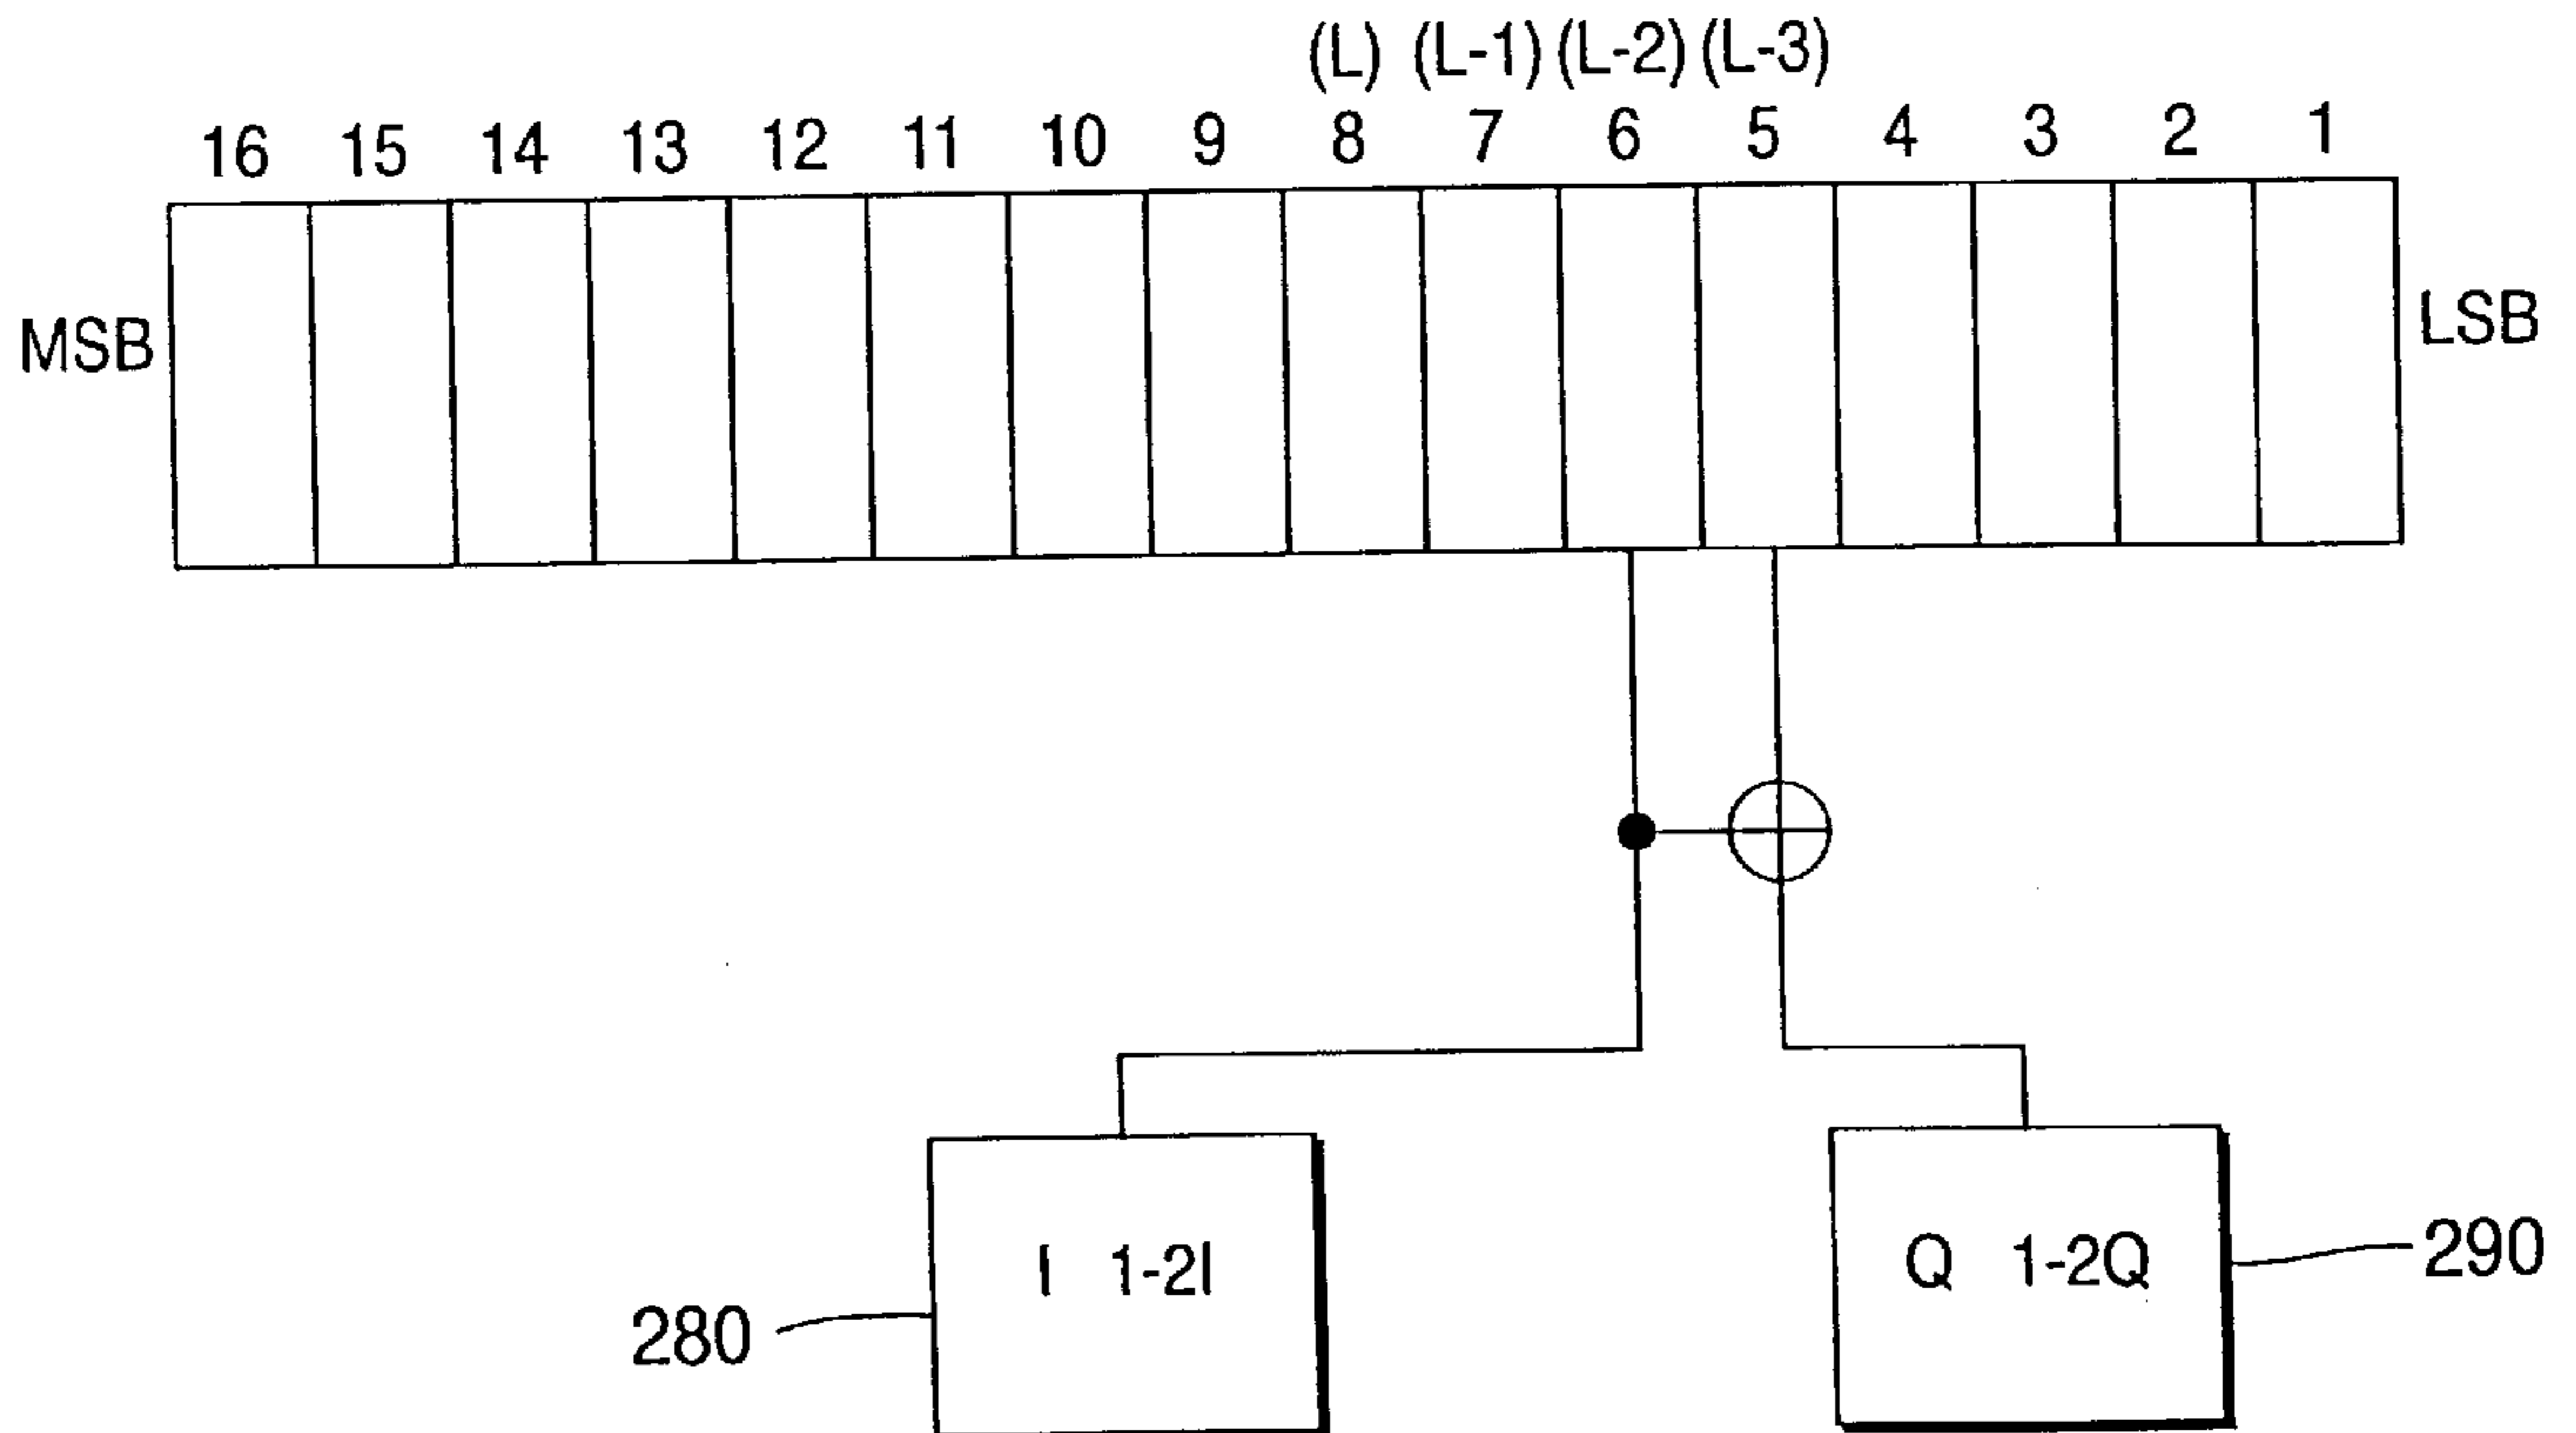 (L) (L-1) (L-2) (L-3)
16 15 14 13 12 11 10 9 8 7 6 5 4 3 2 1
MSB LSB
I 1-2I
Q 1-2Q
280
290